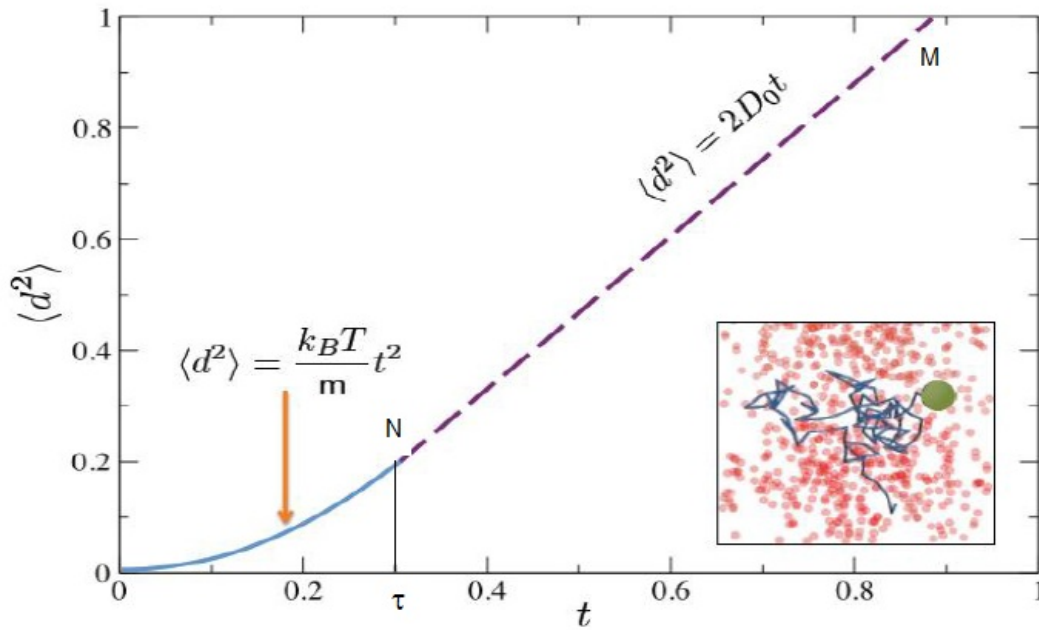 1
0.8
0.6
0.4
0.2
0
⟨d²⟩
M
⟨d²⟩ = 2D₀t
⟨d²⟩ = k_B T / m t²
N
0 0.2 τ 0.4 0.6 0.8 1
t